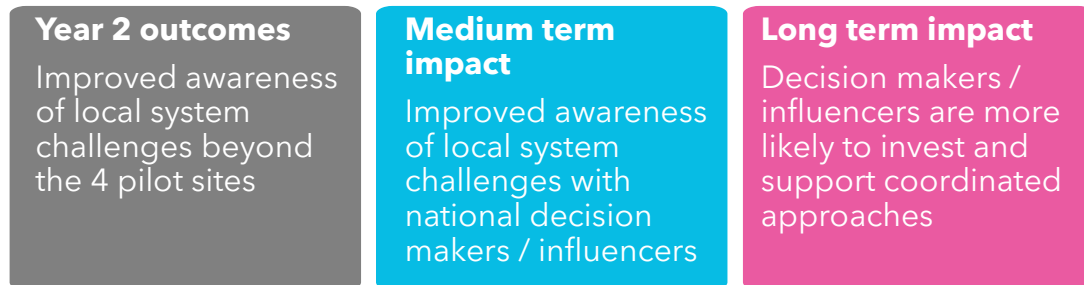 Year 2 outcomes
Improved awareness
of local system
challenges beyond
the 4 pilot sites
Medium term
impact
Improved awareness
of local system
challenges with
national decision
makers / influencers
Long term impact
Decision makers /
influencers are more
likely to invest and
support coordinated
approaches